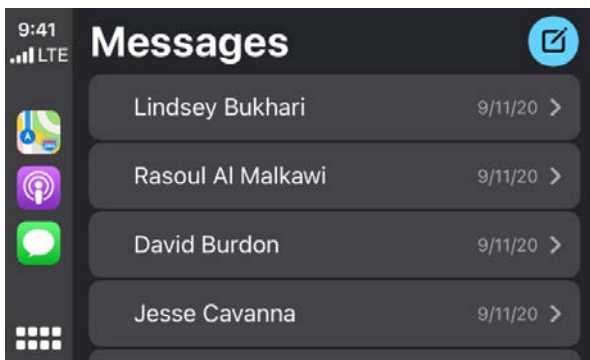 9:41
LTE
Messages
Lindsey Bukhari 9/11/20
Rasoul Al Malkawi 9/11/20
David Burdon 9/11/20
Jesse Cavanna 9/11/20